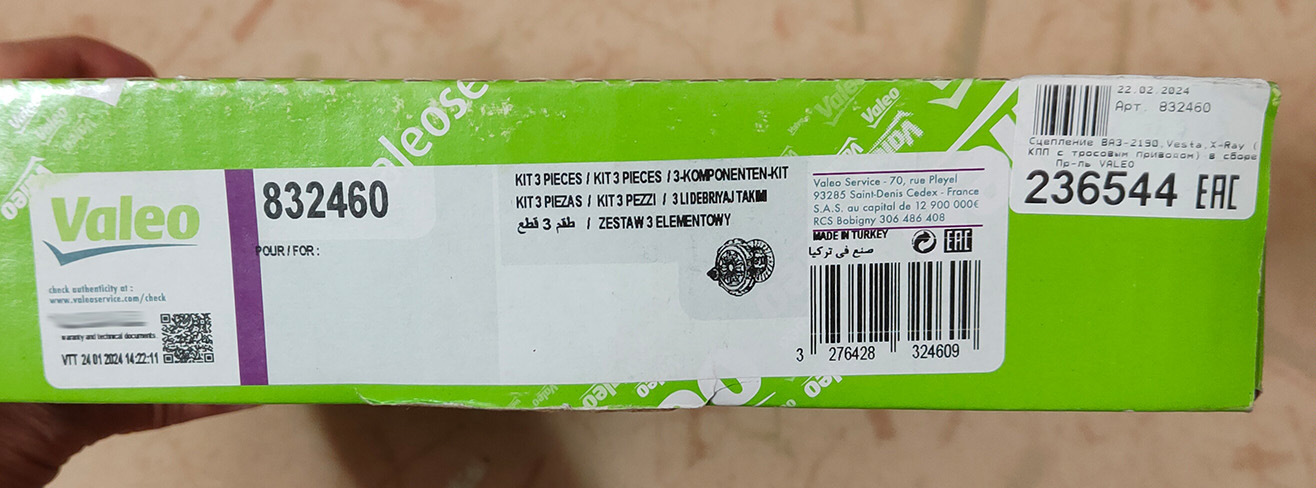 Valeo
check authenticity at :
www.valeoservice.com/check
warranty and technical documents
VTT 24 01 2024 14:22:11
832460
POUR / FOR :
KIT 3 PIECES / KIT 3 PIECES / 3-KOMPONENTEN-KIT
KIT 3 PIEZAS / KIT 3 PEZZI / 3 LI DEBRIYAJ TAKIMI
طقم 3 قطع / ZESTAW 3 ELEMENTOWY
Valeo Service - 70, rue Pleyel
93285 Saint-Denis Cedex - France
S.A.S. au capital de 12 900 000€
RCS Bobigny 306 486 408
MADE IN TURKEY
صنع في تركيا
EAC
3 276428 324609
22.02.2024
Арт. 832460
Сцепление ВАЗ-2190,Vesta,X-Ray (
КПП с тросовым приводом) в сборе
Пр-ль VALEO
236544 EAC
Valeo
Valeo
Valeo